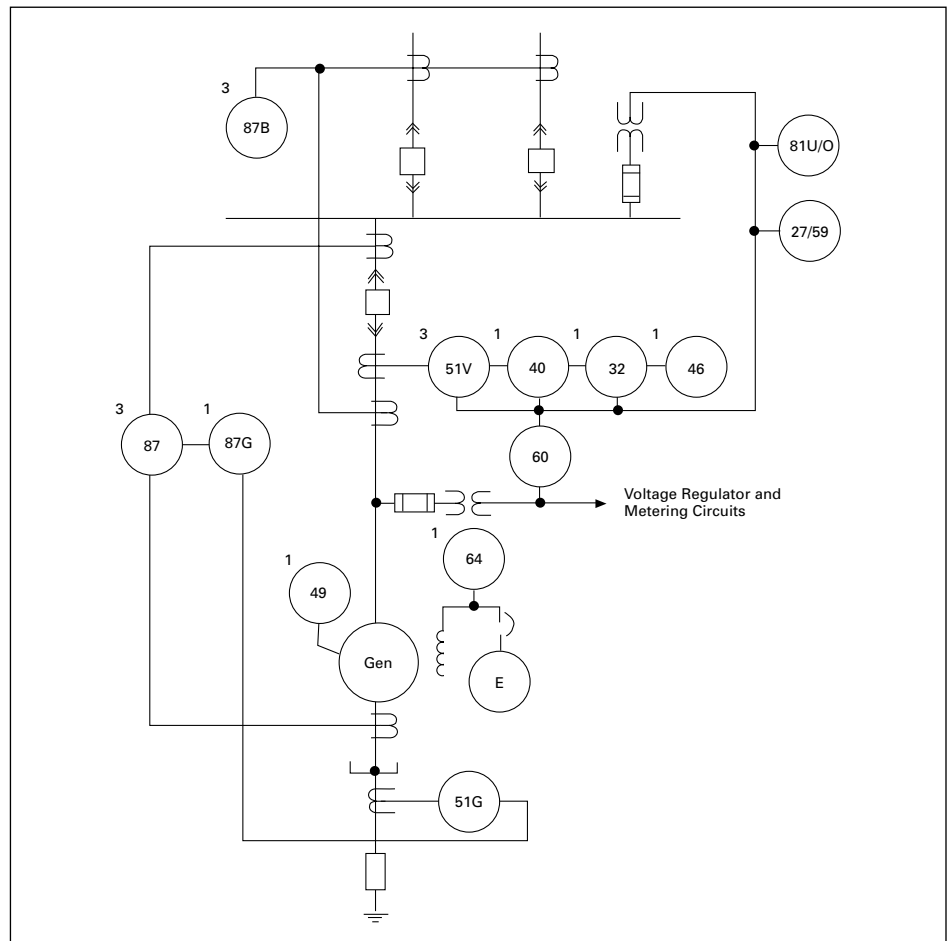 3
87B
81U/O
27/59
3
1
1
1
51V
40
32
46
3
1
87
87G
60
Voltage Regulator and
Metering Circuits
1
64
1
49
Gen
E
51G